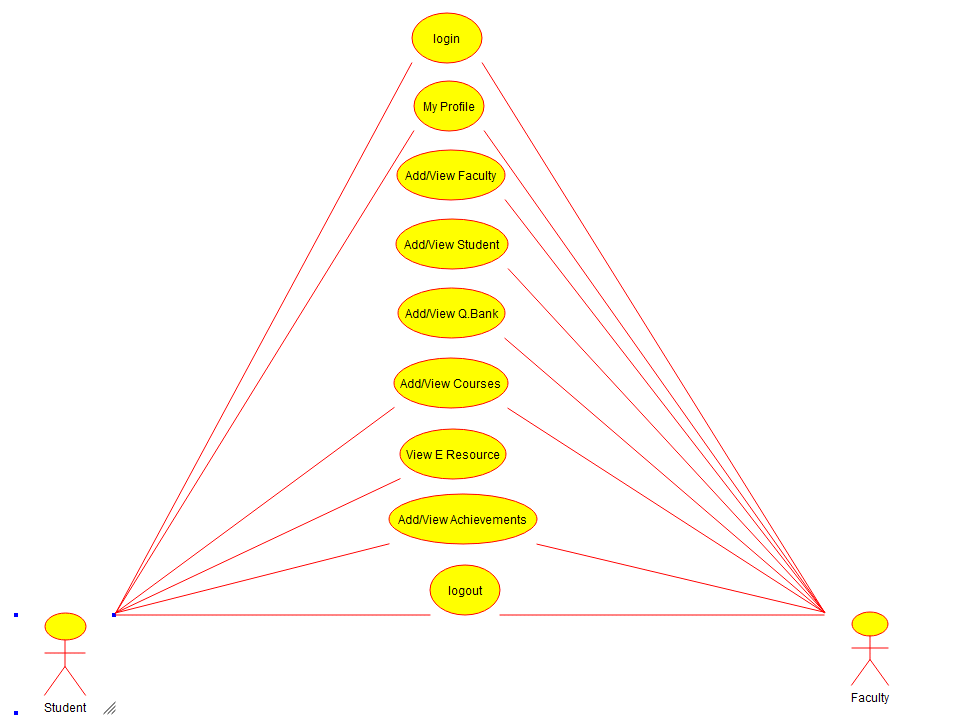 login
My Profile
Add/View Faculty
Add/View Student
Add/View Q.Bank
Add/View Courses
View E Resource
Add/View Achievements
logout
Student
Faculty